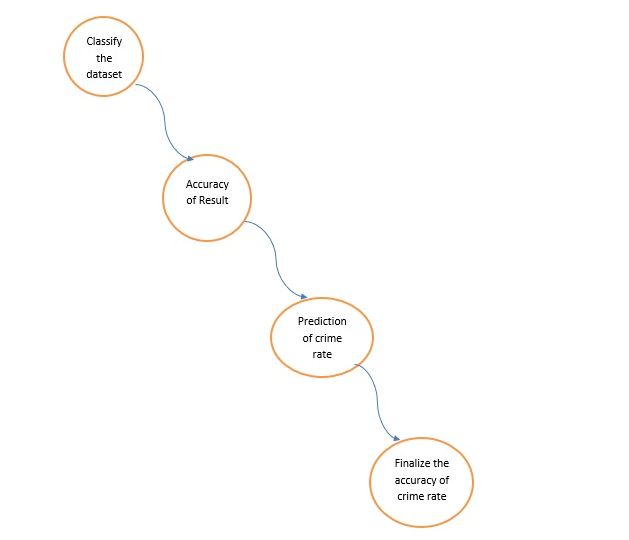 Classify
the
dataset
Accuracy
of Result
Prediction
of crime
rate
Finalize the
accuracy of
crime rate